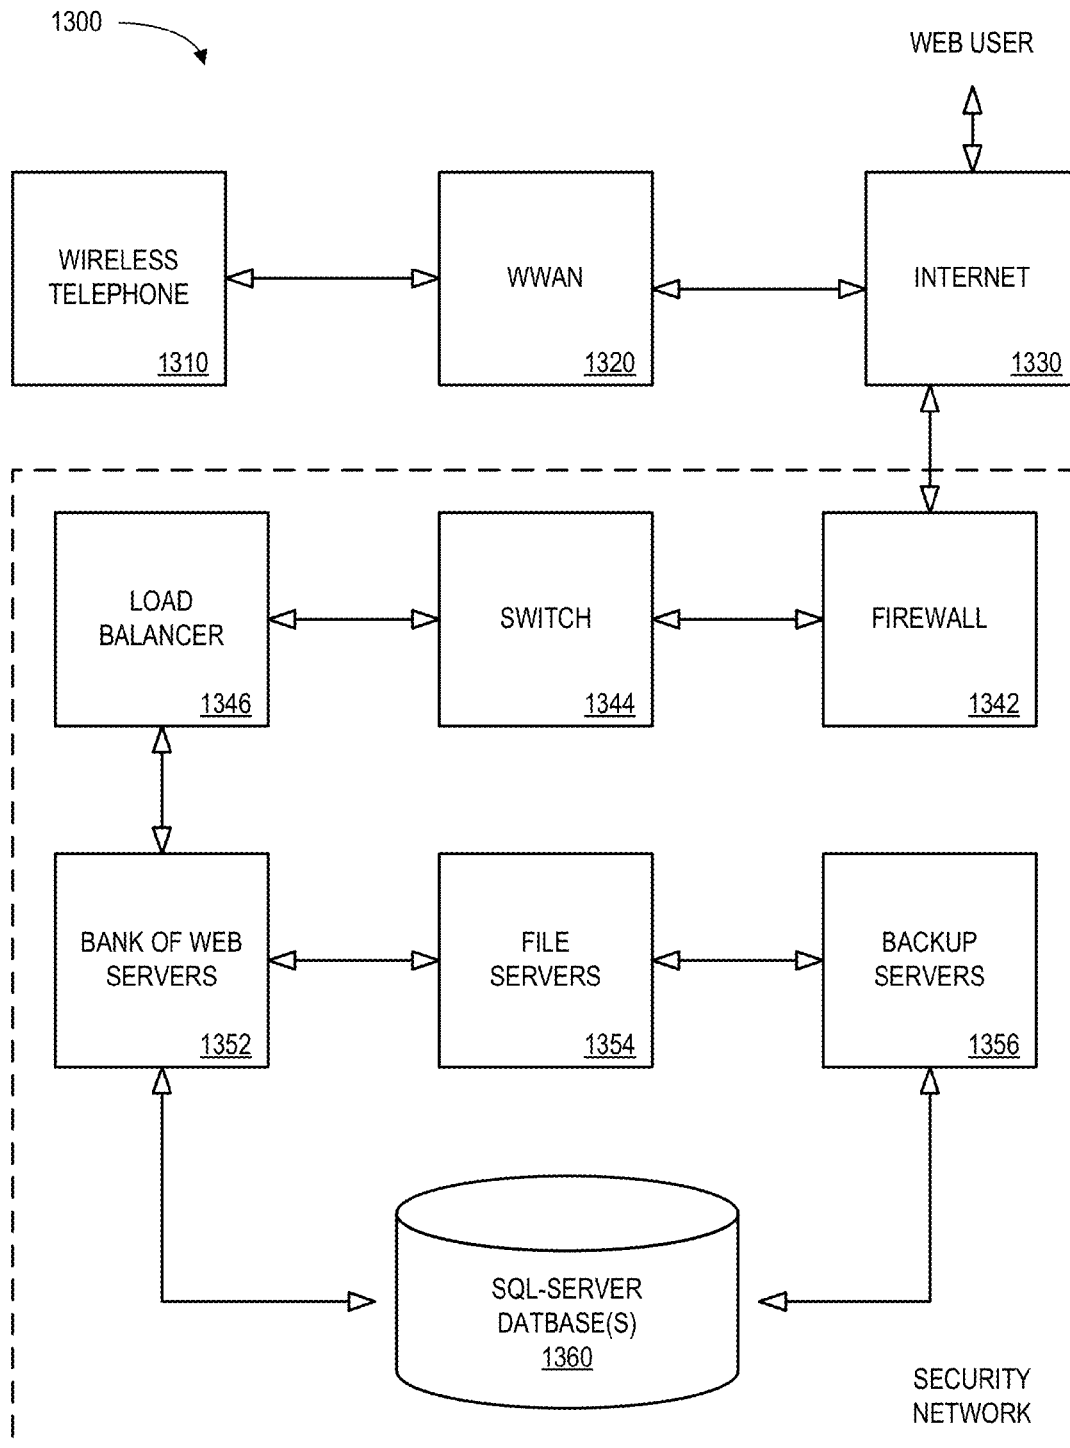 1300
WEB USER
WIRELESS
TELEPHONE
1310
WWAN
1320
INTERNET
1330
LOAD
BALANCER
1346
SWITCH
1344
FIREWALL
1342
BANK OF WEB
SERVERS
1352
FILE
SERVERS
1354
BACKUP
SERVERS
1356
SQL-SERVER
DATBASE(S)
1360
SECURITY
NETWORK